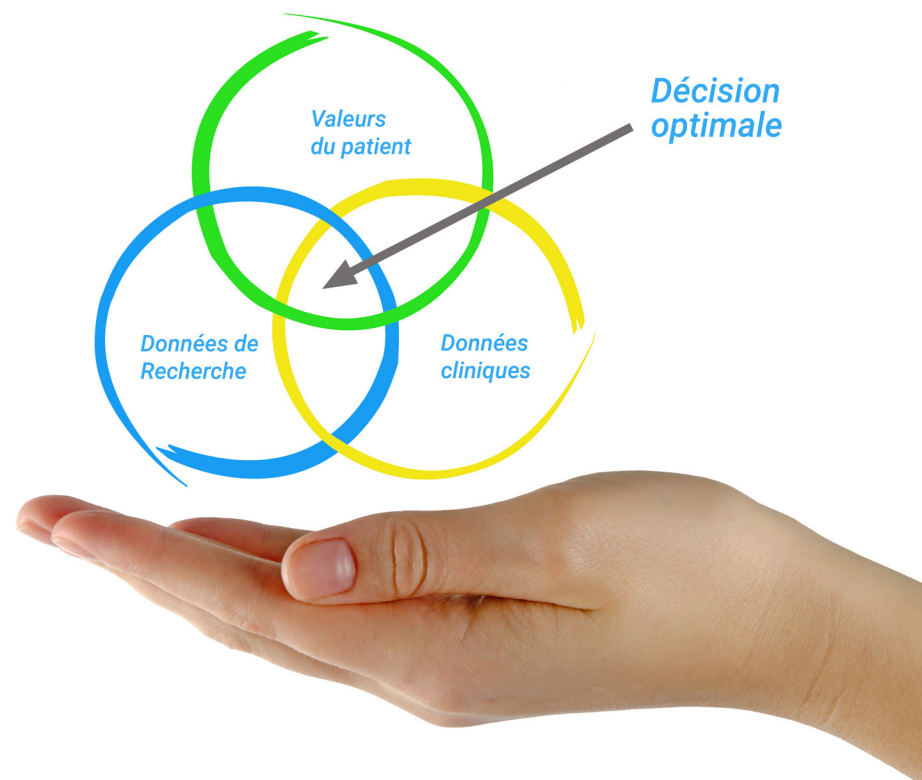 Valeurs
du patient
Décision
optimale
Données de
Recherche
Données
cliniques